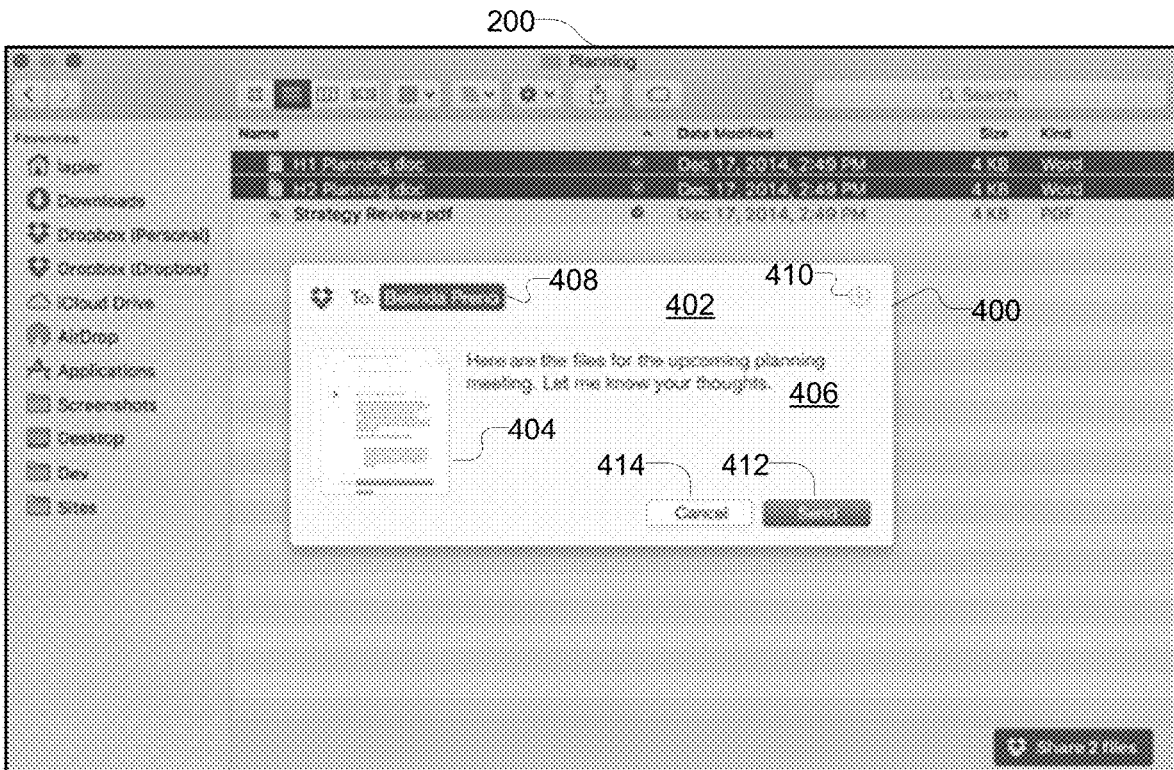 200
Planning
Search
Favorites
Name Date Modified Size Kind
H1 Planning.doc Dec 17, 2014, 2:49 PM 4 KB Word
H2 Planning.doc Dec 17, 2014, 2:49 PM 4 KB Word
Strategy Review.pdf Dec 17, 2014, 2:49 PM 4 KB PDF
Downloads
Dropbox (Personal)
Dropbox (Dropbox)
iCloud Drive
AirDrop
Applications
Screenshots
Desktop
Dev
Sites
To:
408
402
410
400
Here are the files for the upcoming planning
meeting. Let me know your thoughts.
406
404
414
412
Cancel
Send
Share 2 files